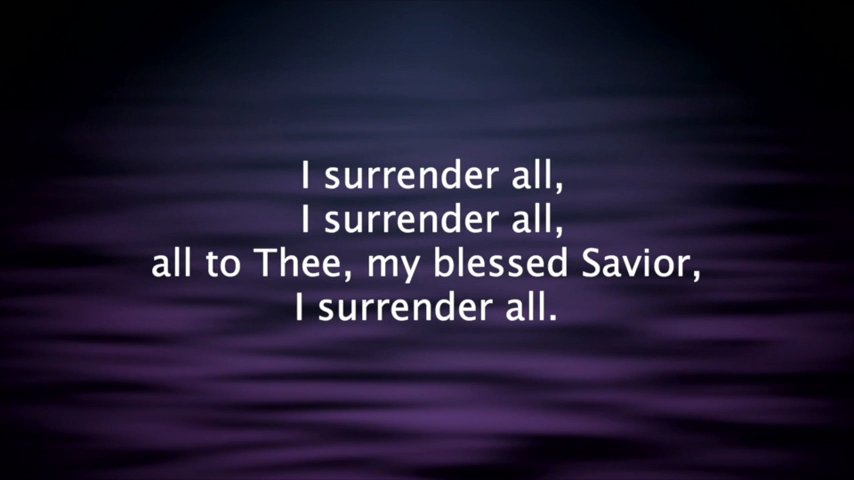 I surrender all,
I surrender all,
all to Thee, my blessed Savior,
I surrender all.